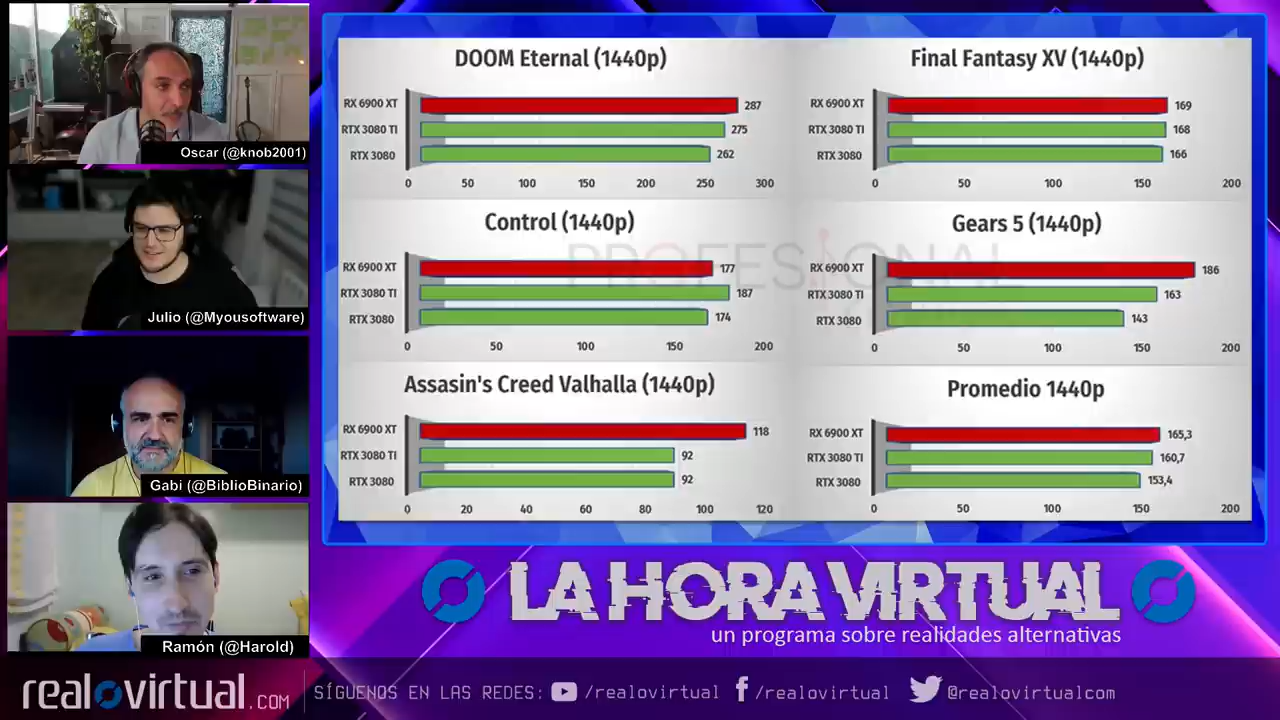 Oscar (@knob2001)
Julio (@Myousoftware)
Gabi (@BiblioBinario)
Ramón (@Harold)
DOOM Eternal (1440p)
RX 6900 XT 287
RTX 3080 TI 275
RTX 3080 262
0 50 100 150 200 250 300
Final Fantasy XV (1440p)
RX 6900 XT 169
RTX 3080 TI 168
RTX 3080 166
0 50 100 150 200
Control (1440p)
RX 6900 XT 177
RTX 3080 TI 187
RTX 3080 174
0 50 100 150 200
Gears 5 (1440p)
RX 6900 XT 186
RTX 3080 TI 163
RTX 3080 143
0 50 100 150 200
PROFESIONAL
Assasin's Creed Valhalla (1440p)
RX 6900 XT 118
RTX 3080 TI 92
RTX 3080 92
0 20 40 60 80 100 120
Promedio 1440p
RX 6900 XT 165,3
RTX 3080 TI 160,7
RTX 3080 153,4
0 50 100 150 200
LA HORA VIRTUAL
un programa sobre realidades alternativas
realovirtual.COM
SÍGUENOS EN LAS REDES: /realovirtual /realovirtual @realovirtual.com